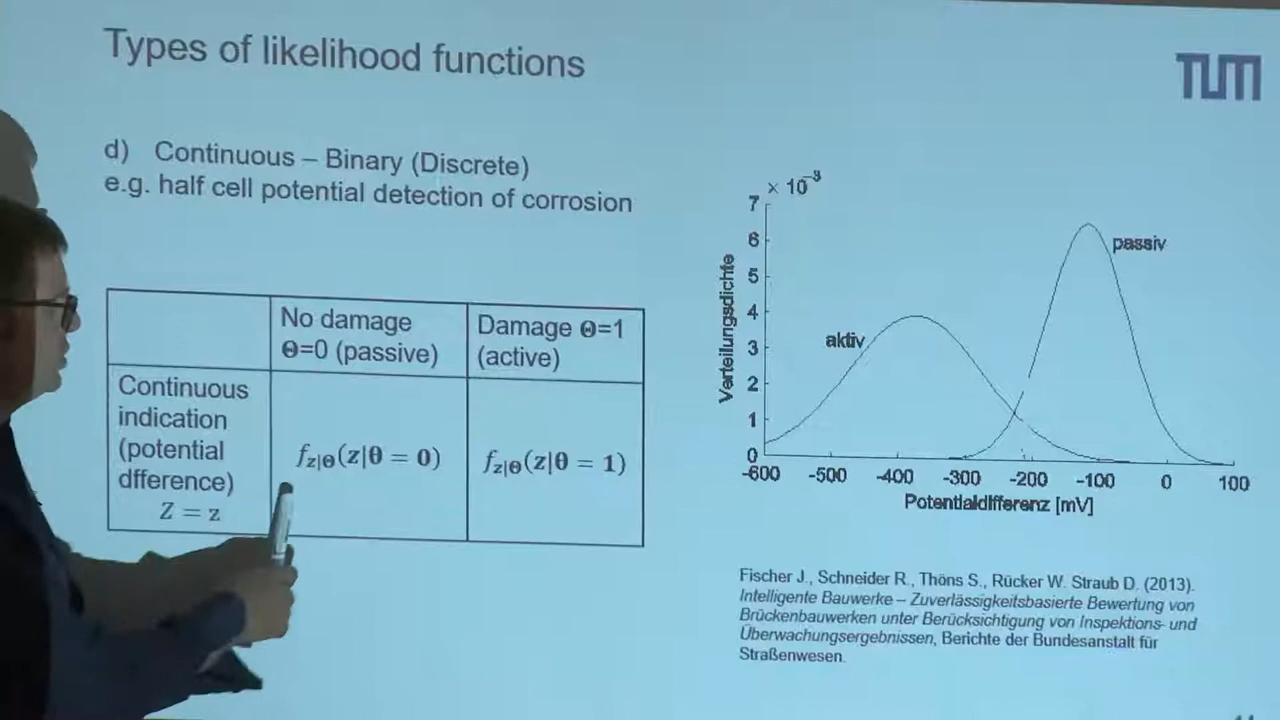 Types of likelihood functions
TUM
d) Continuous – Binary (Discrete)
e.g. half cell potential detection of corrosion
No damage
Θ=0 (passive)
Damage Θ=1
(active)
Continuous
indication
(potential
dfference)
Z = z
f_{z|Θ}(z|θ = 0)
f_{z|Θ}(z|θ = 1)
× 10⁻³
7
6
5
4
3
2
1
0
Verteilungsdichte
aktiv
passiv
-600 -500 -400 -300 -200 -100 0 100
Potentialdifferenz [mV]
Fischer J., Schneider R., Thöns S., Rücker W. Straub D. (2013).
Intelligente Bauwerke – Zuverlässigkeitsbasierte Bewertung von
Brückenbauwerken unter Berücksichtigung von Inspektions- und
Überwachungsergebnissen, Berichte der Bundesanstalt für
Straßenwesen.